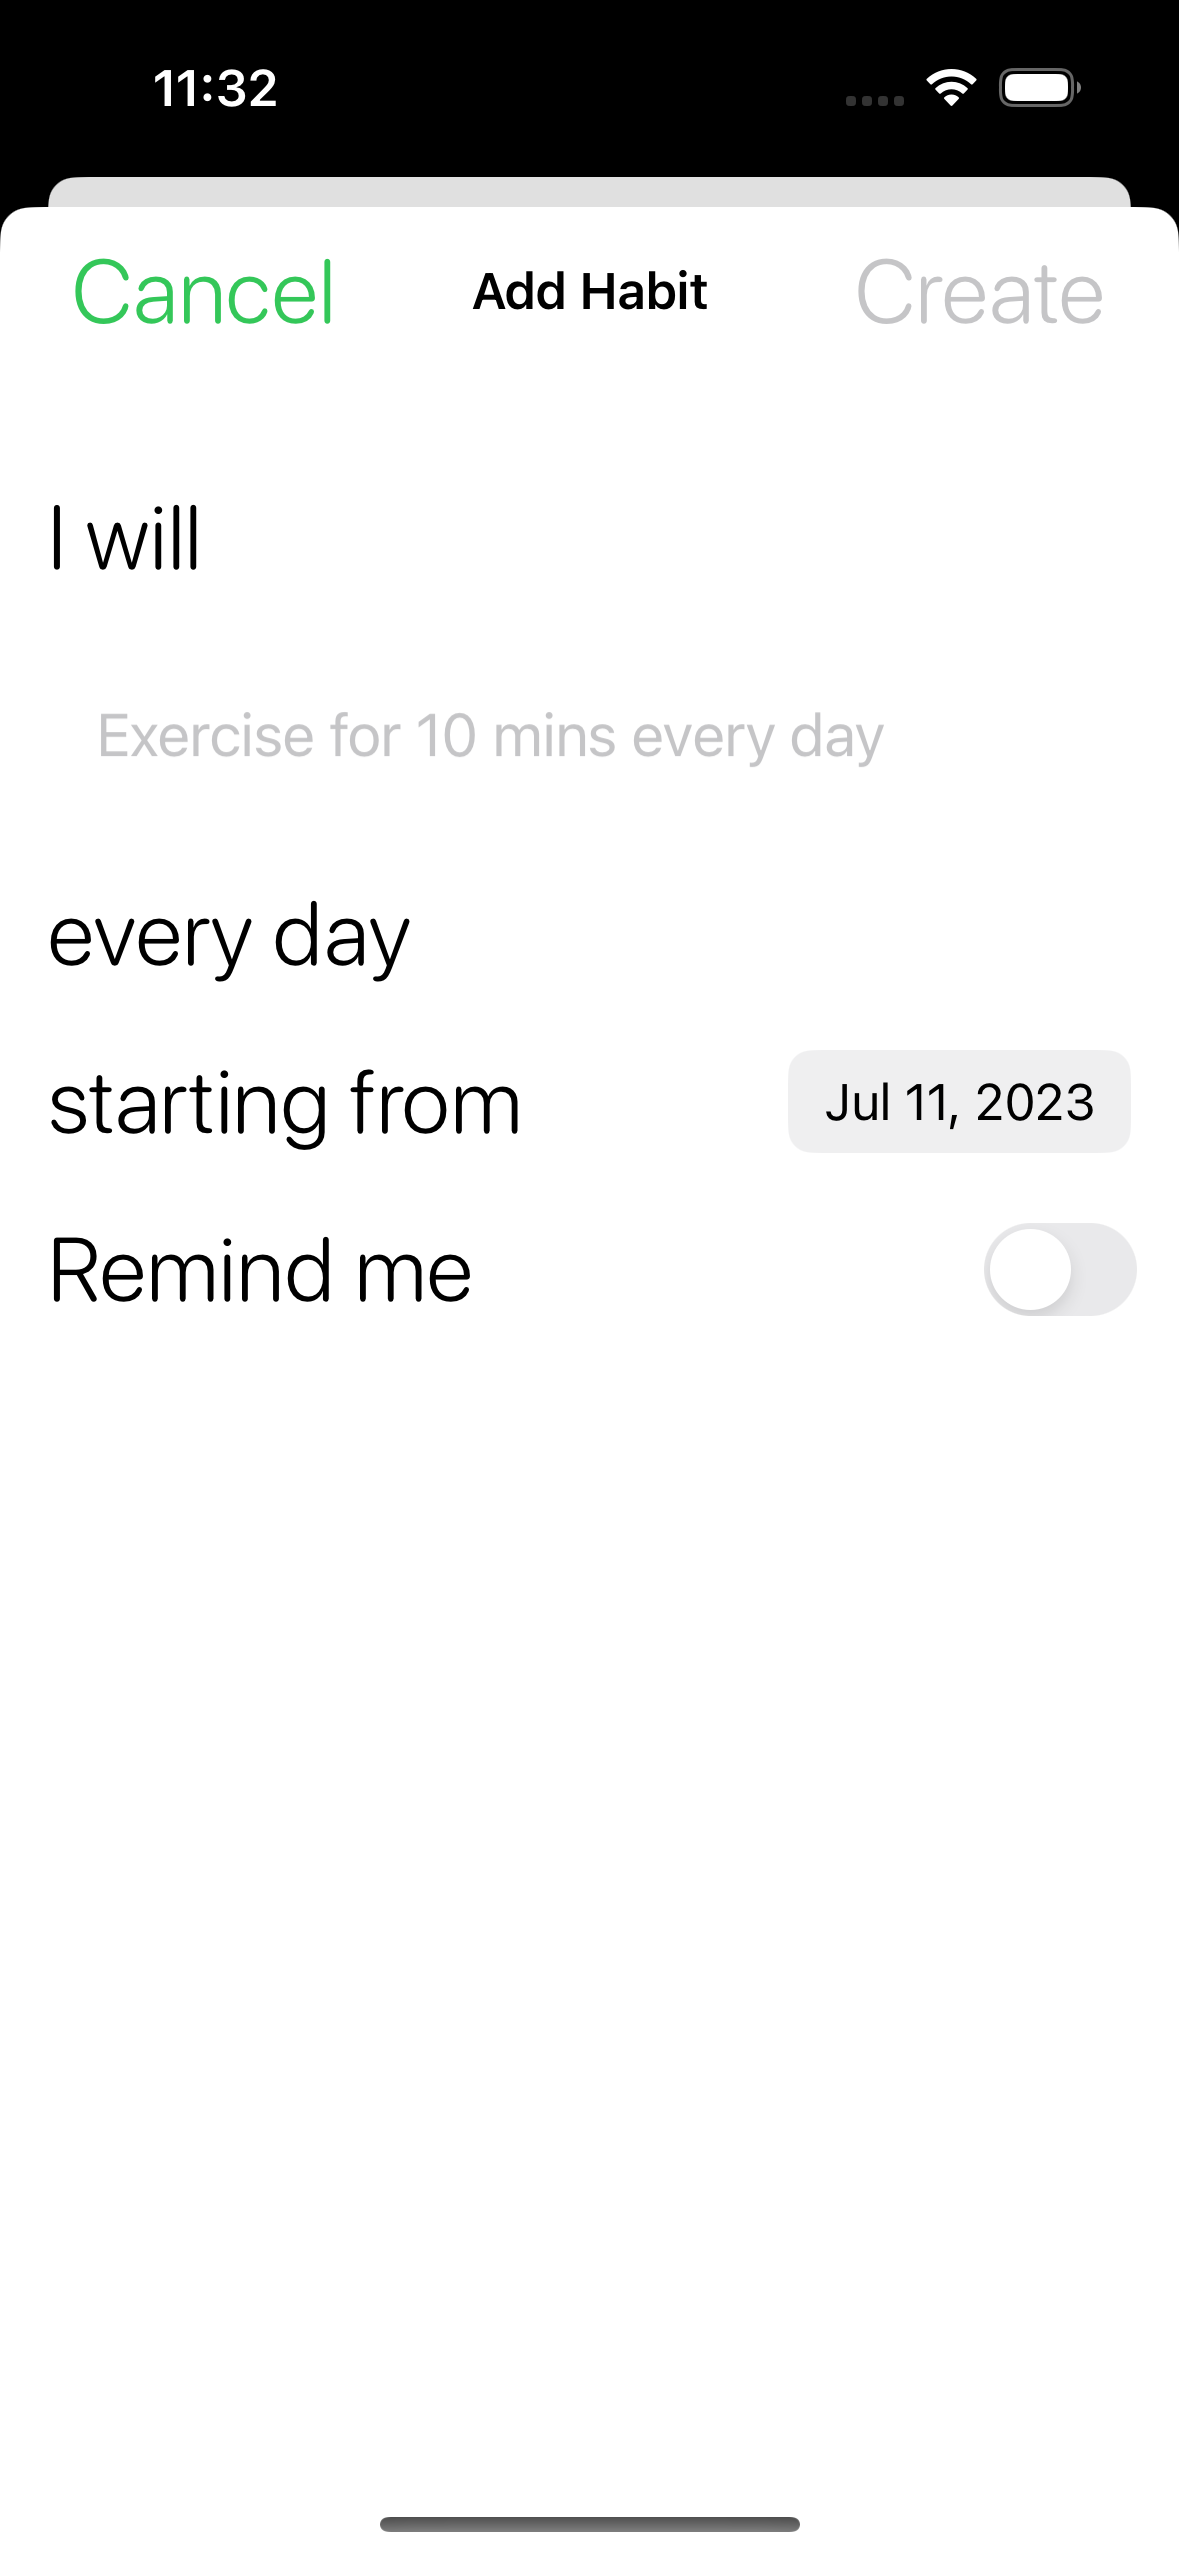 11:32
Cancel Add Habit Create
I will
Exercise for 10 mins every day
every day
starting from Jul 11, 2023
Remind me